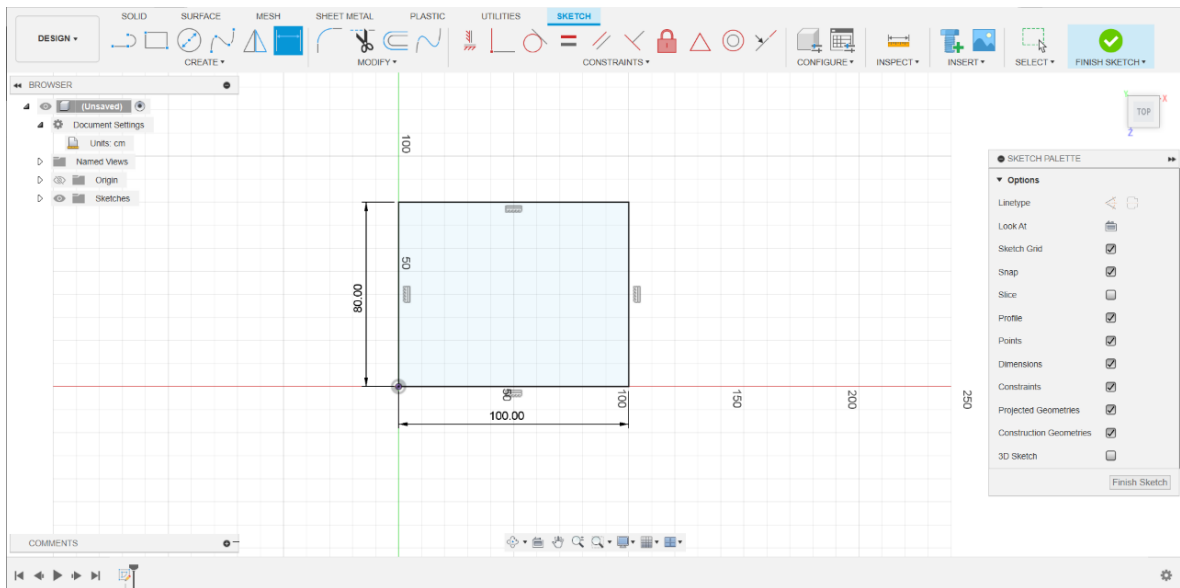 SOLID SURFACE MESH SHEET METAL PLASTIC UTILITIES SKETCH
DESIGN
CREATE MODIFY CONSTRAINTS CONFIGURE INSPECT INSERT SELECT FINISH SKETCH
BROWSER
(Unsaved)
Document Settings
Units: cm
Named Views
Origin
Sketches
100
50
80.00
50
100
150
200
250
100.00
Y
X
TOP
Z
SKETCH PALETTE
Options
Linetype
Look At
Sketch Grid
Snap
Slice
Profile
Points
Dimensions
Constraints
Projected Geometries
Construction Geometries
3D Sketch
Finish Sketch
COMMENTS